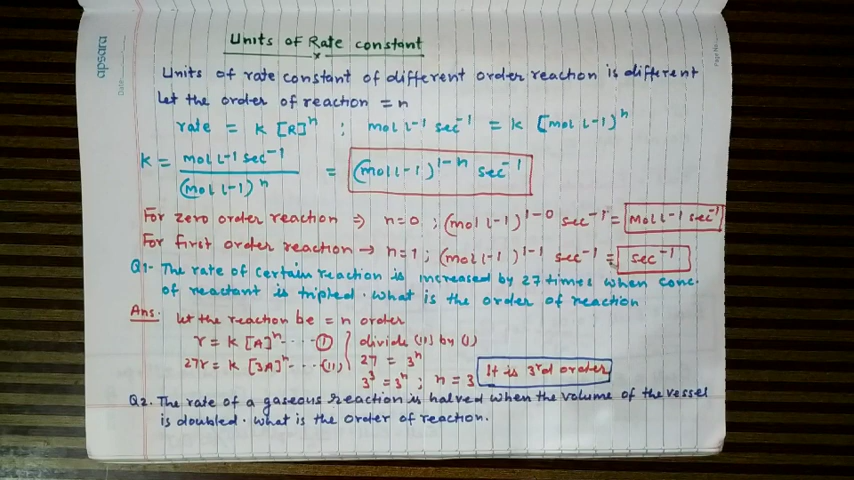 apsara
Date:
Page No.
Units of Rate constant
Units of rate constant of different order reaction is different
Let the order of reaction = n
rate = K [R]ⁿ ; mol L-1 sec⁻¹ = K [mol L-1)ⁿ
K = mol L-1 sec⁻¹ / (mol L-1)ⁿ = (mol L-1)¹⁻ⁿ sec⁻¹
For zero order reaction ⇒ n=0 ; (mol L-1)¹⁻⁰ sec⁻¹ = mol L-1 sec⁻¹
For first order reaction → n=1 ; (mol L-1)¹⁻¹ sec⁻¹ = sec⁻¹
Q1- The rate of certain reaction is increased by 27 times when conc.
of reactant is tripled. what is the order of reaction
Ans. let the reaction be = n order
r = K [A]ⁿ --- (I) divide (II) by (I)
27r = K [3A]ⁿ --- (II) 27 = 3ⁿ
3³ = 3ⁿ ; n = 3 It is 3rd order
Q2. The rate of a gaseous reaction is halved when the volume of the vessel
is doubled. what is the order of reaction.